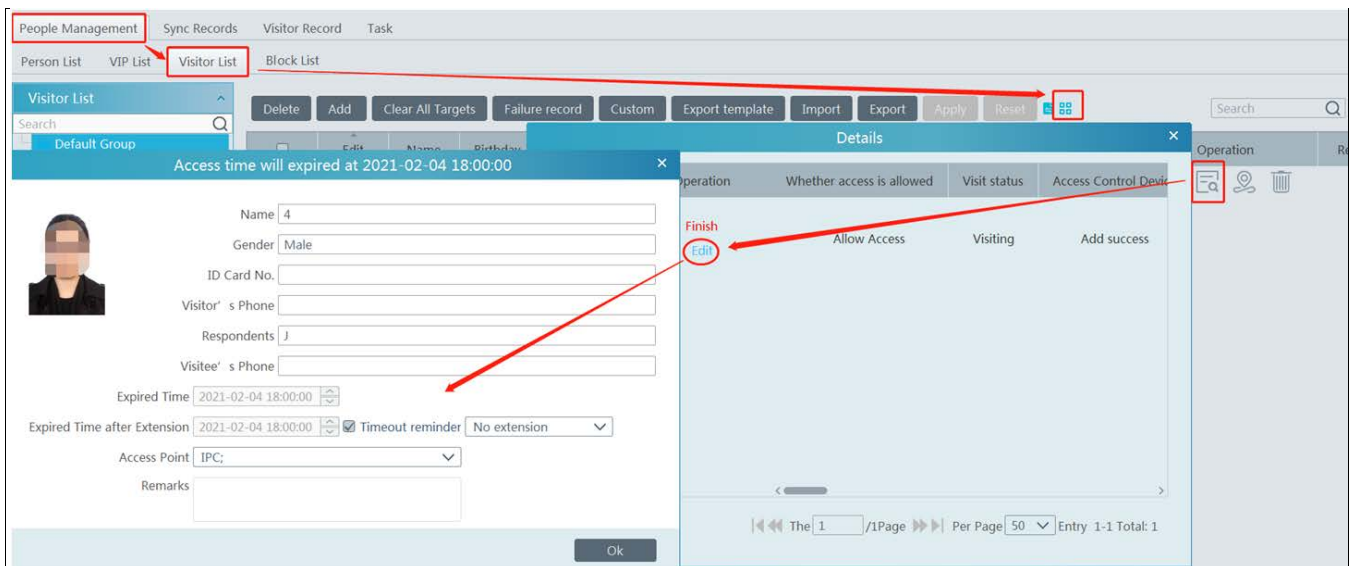 People Management Sync Records Visitor Record Task
Person List VIP List Visitor List Block List
Visitor List
Delete Add Clear All Targets Failure record Custom Export template Import Export Apply Reset Search
Search
Default Group
Edit Name Birthday
Details
Operation Re
Access time will expired at 2021-02-04 18:00:00
Operation Whether access is allowed Visit status Access Control Devic
Name 4
Finish
Gender Male
Edit Allow Access Visiting Add success
ID Card No.
Visitor's Phone
Respondents J
Visitee's Phone
Expired Time 2021-02-04 18:00:00
Expired Time after Extension 2021-02-04 18:00:00 Timeout reminder No extension
Access Point IPC;
Remarks
The 1 /1Page Per Page 50 Entry 1-1 Total: 1
Ok